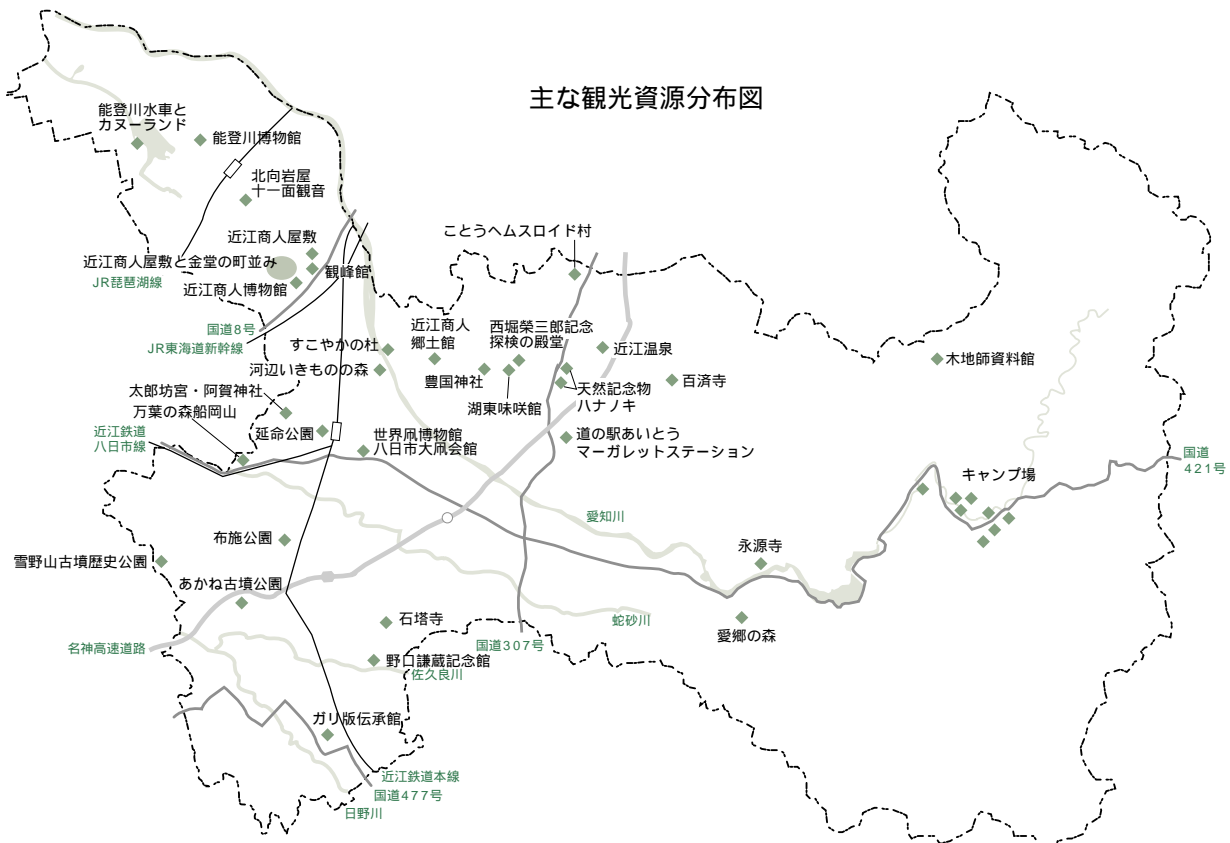 主な観光資源分布図
能登川水車と
カヌーランド
能登川博物館
北向岩屋
十一面観音
近江商人屋敷
近江商人屋敷と金堂の町並み
観峰館
JR琵琶湖線
近江商人博物館
国道8号
JR東海道新幹線
ことうヘムスロイド村
すこやかの杜
河辺いきものの森
近江商人
郷土館
西堀榮三郎記念
探検の殿堂
豊国神社
湖東味咲館
近江温泉
天然記念物
ハナノキ
百済寺
木地師資料館
太郎坊宮・阿賀神社
万葉の森船岡山
近江鉄道
八日市線
延命公園
世界凧博物館
八日市大凧会館
道の駅あいとう
マーガレットステーション
キャンプ場
国道
421号
愛知川
布施公園
雪野山古墳歴史公園
あかね古墳公園
永源寺
石塔寺
蛇砂川
愛郷の森
名神高速道路
国道307号
野口謙蔵記念館
佐久良川
ガリ版伝承館
近江鉄道本線
国道477号
日野川